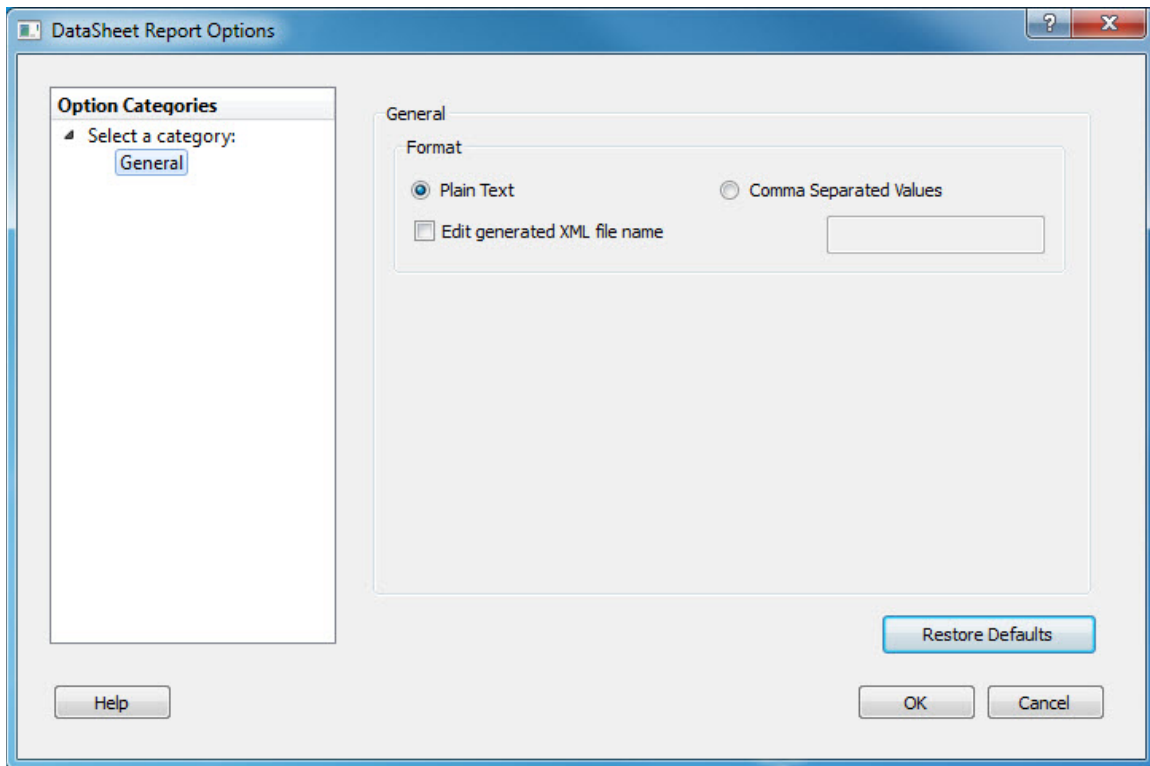 DataSheet Report Options
?
X
Option Categories
Select a category:
General
General
Format
Plain Text
Comma Separated Values
Edit generated XML file name
Restore Defaults
Help
OK
Cancel